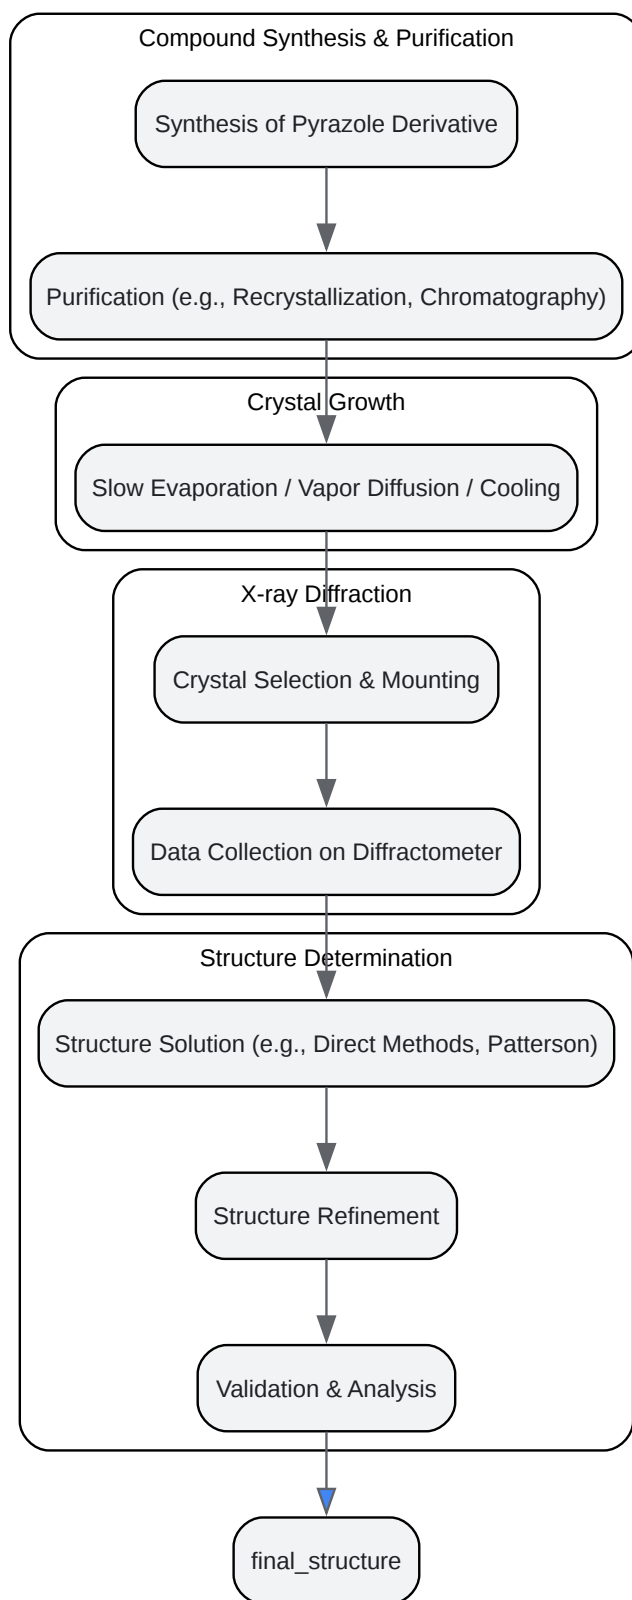 Compound Synthesis & Purification
Synthesis of Pyrazole Derivative
Purification (e.g., Recrystallization, Chromatography)
Crystal Growth
Slow Evaporation / Vapor Diffusion / Cooling
X-ray Diffraction
Crystal Selection & Mounting
Data Collection on Diffractometer
Structure Determination
Structure Solution (e.g., Direct Methods, Patterson)
Structure Refinement
Validation & Analysis
final_structure